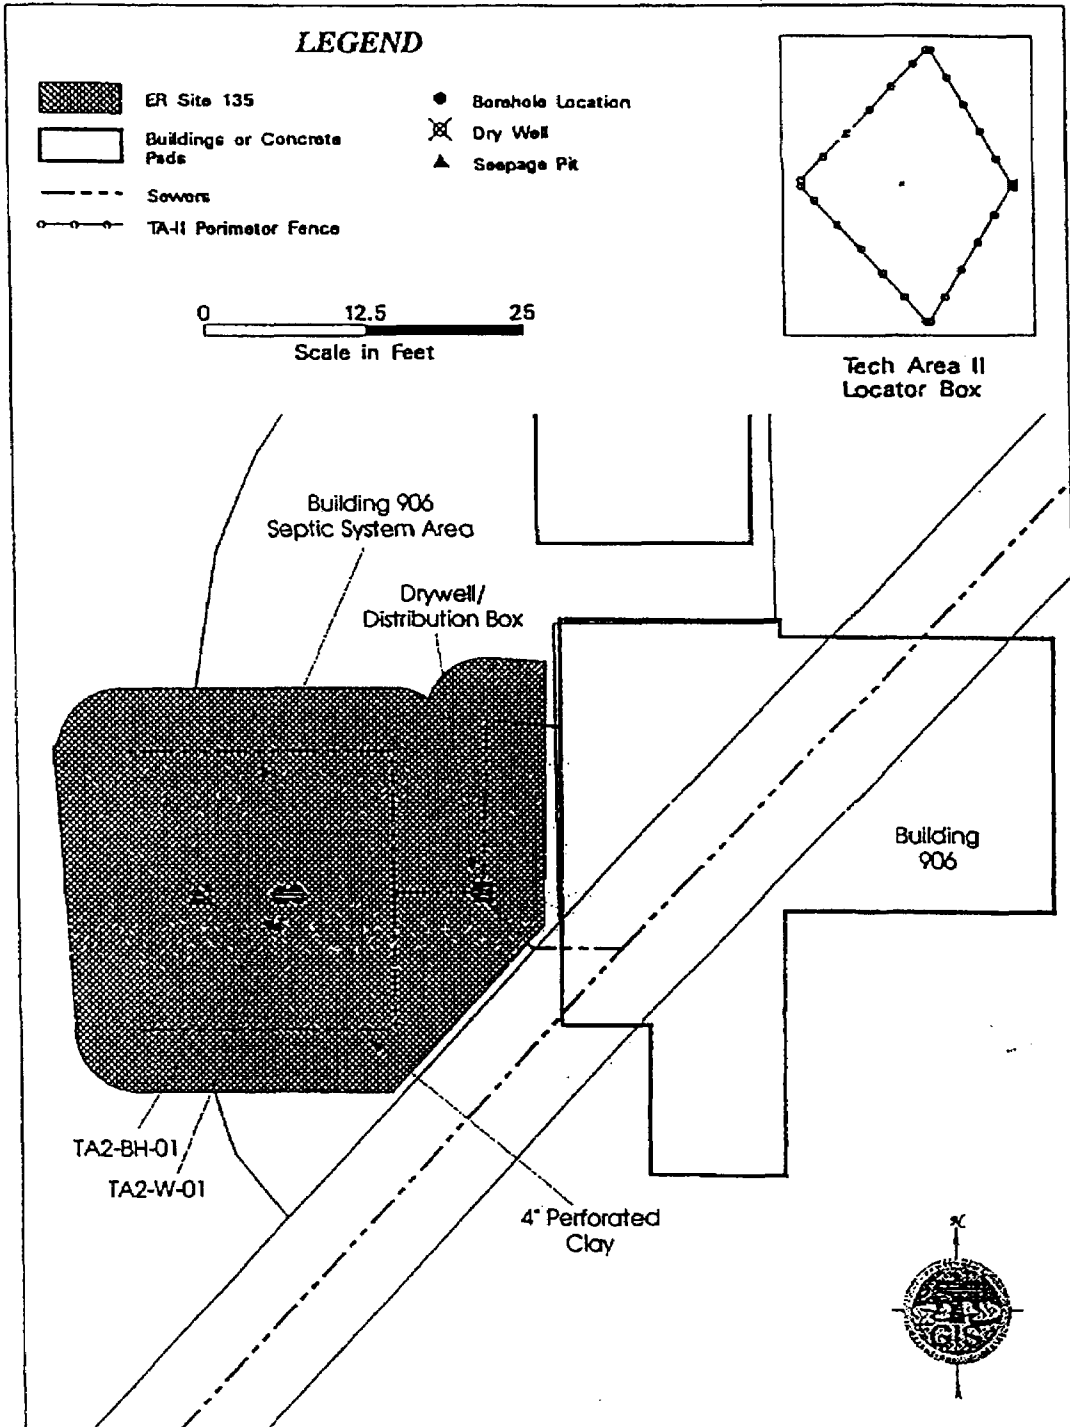 LEGEND
ER Site 135
Buildings or Concrete
Pads
Sewers
TA-II Perimeter Fence
Borehole Location
Dry Well
Seepage Pit
0 12.5 25
Scale in Feet
Tech Area II
Locator Box
Building 906
Septic System Area
Drywell/
Distribution Box
Building
906
TA2-BH-01
TA2-W-01
4" Perforated
Clay
N
GIS